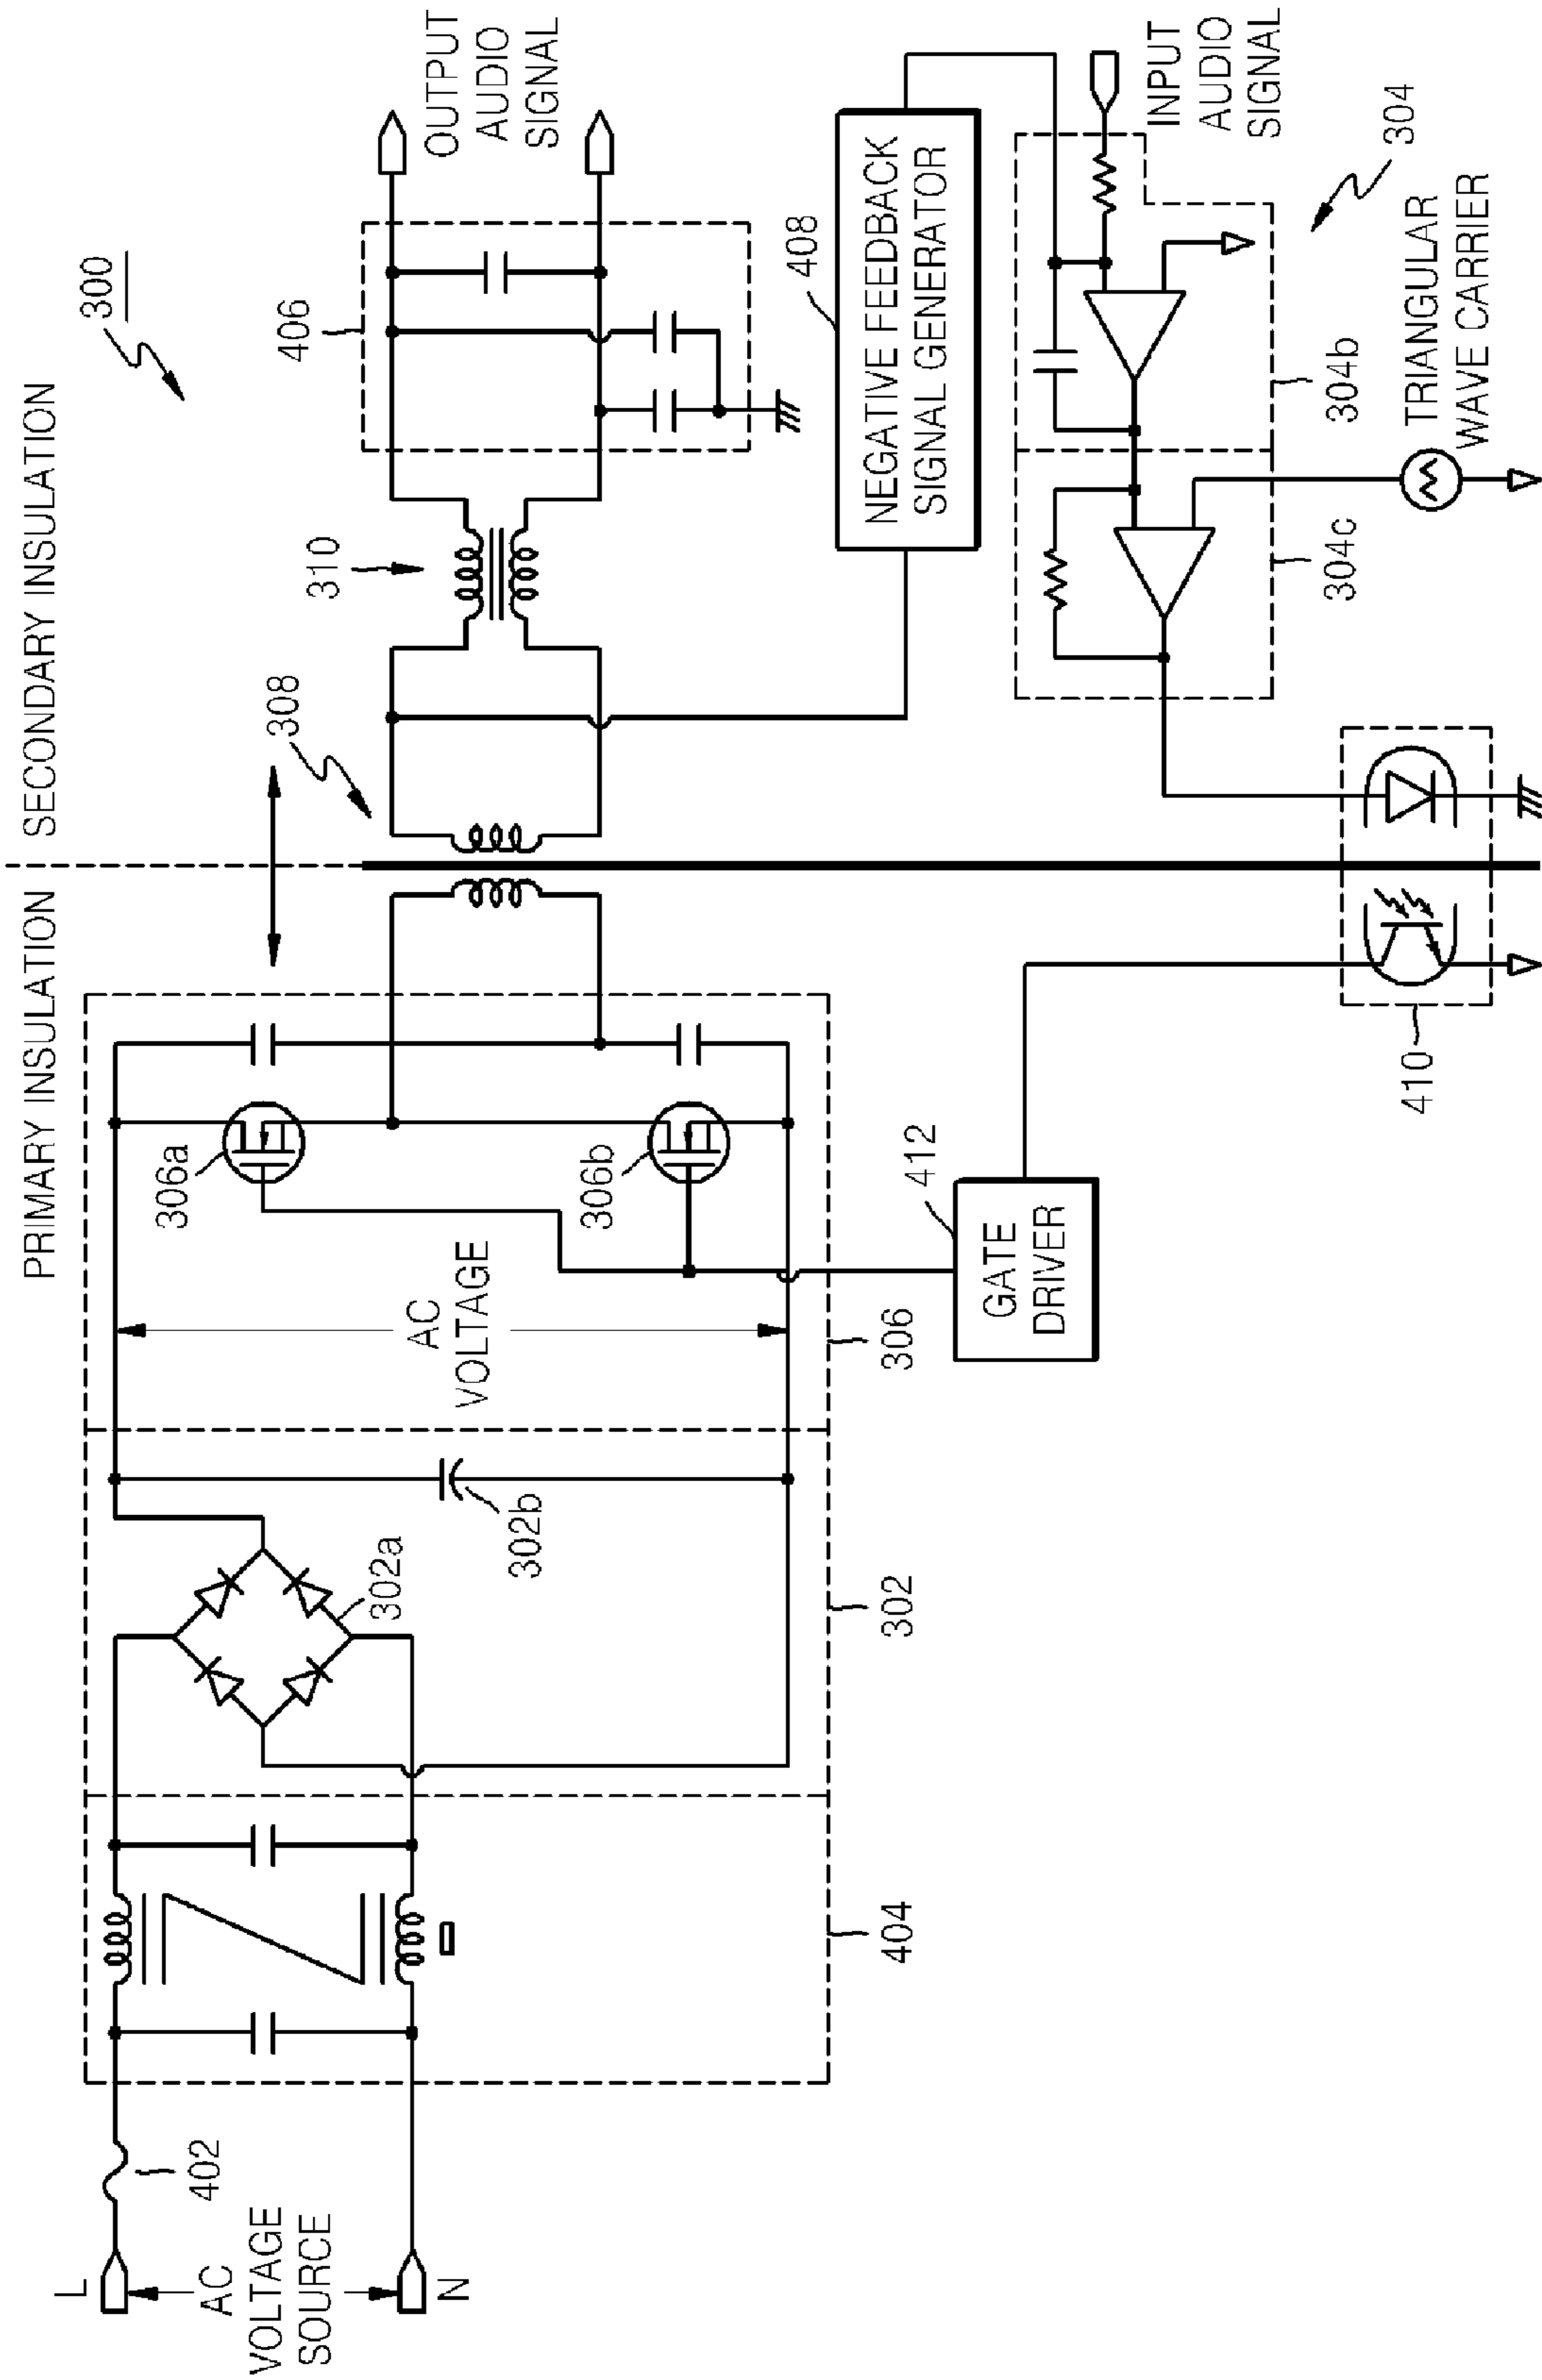 300
PRIMARY INSULATION
SECONDARY INSULATION
L
AC
VOLTAGE
SOURCE
N
402
404
302
302a
302b
AC
VOLTAGE
306
306a
306b
308
310
406
OUTPUT
AUDIO
SIGNAL
412
GATE
DRIVER
408
NEGATIVE FEEDBACK
SIGNAL GENERATOR
INPUT
AUDIO
SIGNAL
304
304b
304c
TRIANGULAR
WAVE CARRIER
410